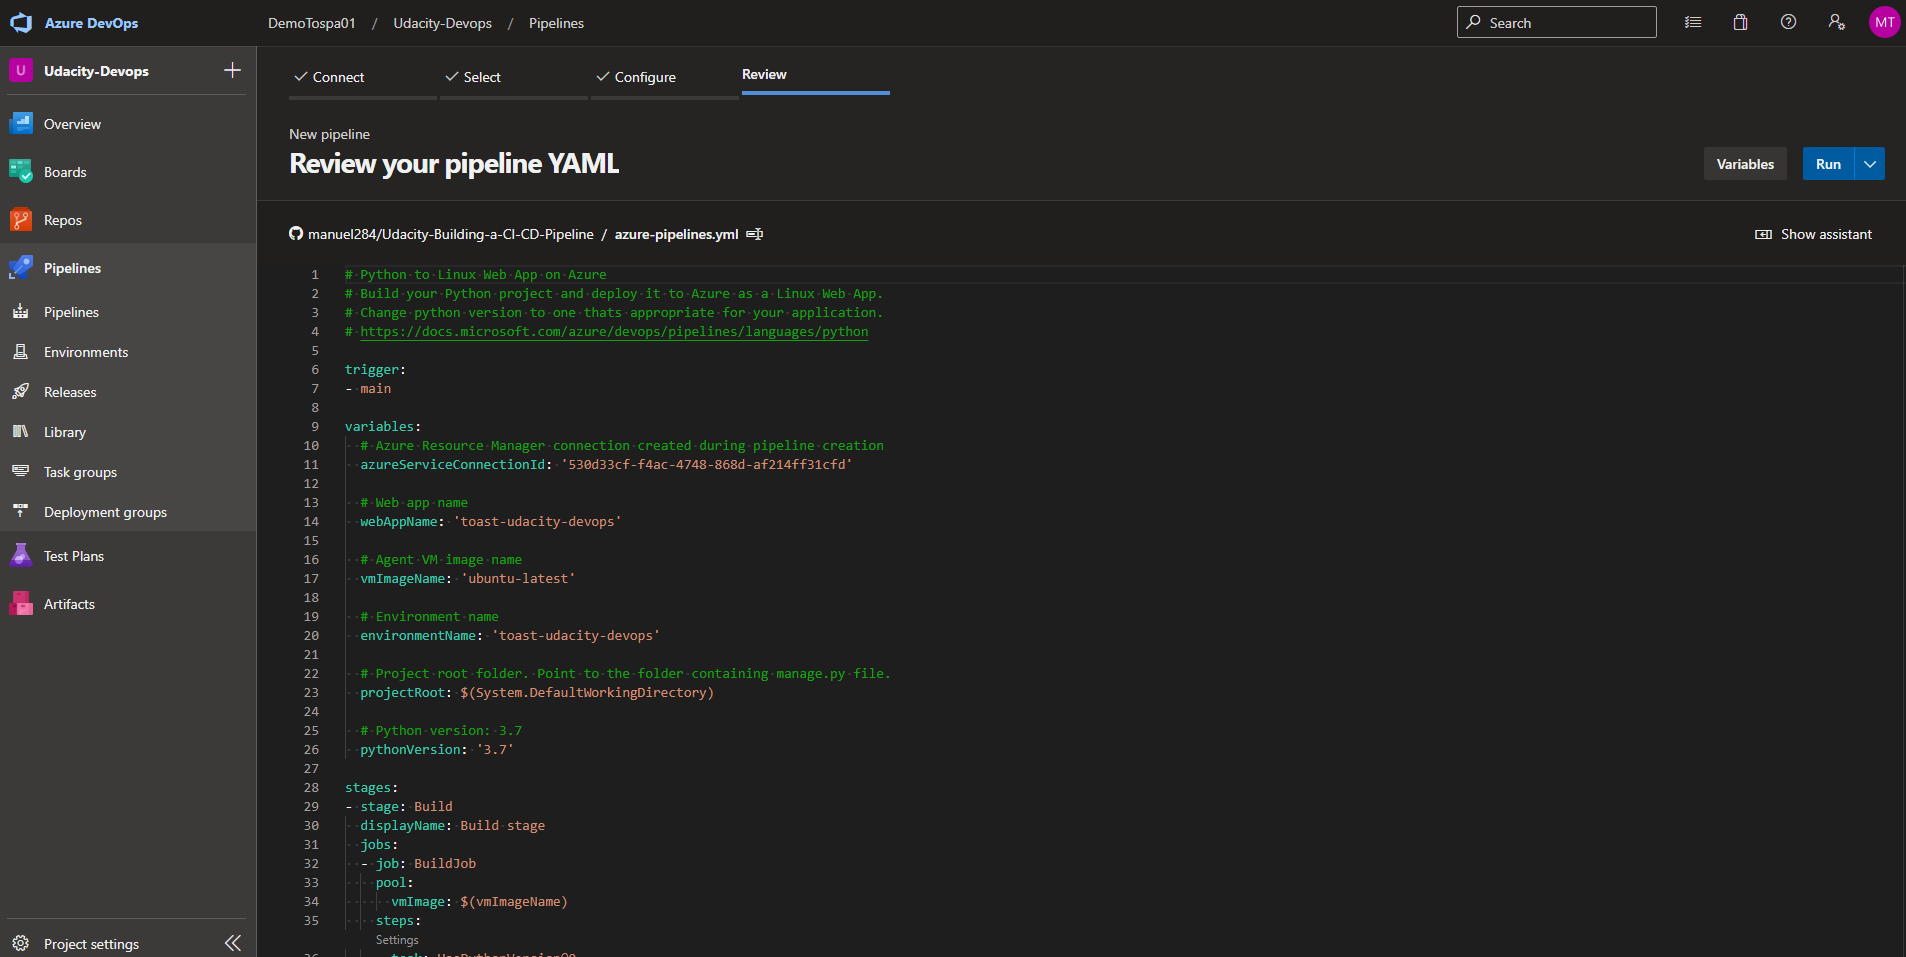 Azure DevOps
DemoTospa01 / Udacity-Devops / Pipelines
Search
MT
U Udacity-Devops
Overview
Boards
Repos
Pipelines
Pipelines
Environments
Releases
Library
Task groups
Deployment groups
Test Plans
Artifacts
Project settings
Connect
Select
Configure
Review
New pipeline
Review your pipeline YAML
Variables
Run
manuel284/Udacity-Building-a-CI-CD-Pipeline / azure-pipelines.yml
Show assistant
1 # Python to Linux Web App on Azure
2 # Build your Python project and deploy it to Azure as a Linux Web App.
3 # Change python version to one thats appropriate for your application.
4 # https://docs.microsoft.com/azure/devops/pipelines/languages/python
5
6 trigger:
7 - main
8
9 variables:
10 # Azure Resource Manager connection created during pipeline creation
11 azureServiceConnectionId: '530d33cf-f4ac-4748-868d-af214ff31cfd'
12
13 # Web app name
14 webAppName: 'toast-udacity-devops'
15
16 # Agent VM image name
17 vmImageName: 'ubuntu-latest'
18
19 # Environment name
20 environmentName: 'toast-udacity-devops'
21
22 # Project root folder. Point to the folder containing manage.py file.
23 projectRoot: $(System.DefaultWorkingDirectory)
24
25 # Python version: 3.7
26 pythonVersion: '3.7'
27
28 stages:
29 - stage: Build
30 displayName: Build stage
31 jobs:
32 - job: BuildJob
33 pool:
34 vmImage: $(vmImageName)
35 steps:
Settings